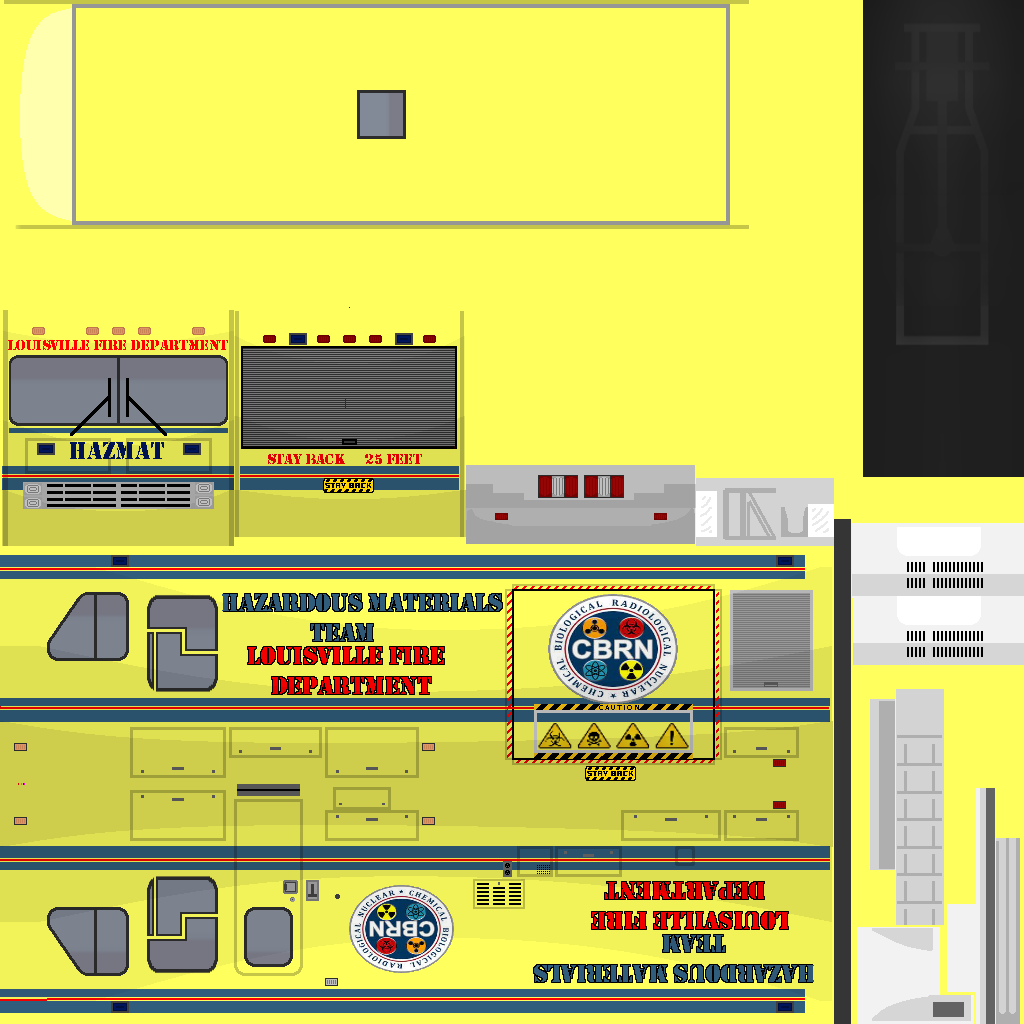 LOUISVILLE FIRE DEPARTMENT
HAZMAT
STAY BACK 25 FEET
STAY BACK
HAZARDOUS MATERIALS
TEAM
LOUISVILLE FIRE
DEPARTMENT
BIOLOGICAL RADIOLOGICAL NUCLEAR ★ CHEMICAL
CBRN
CAUTION
STAY BACK
BIOLOGICAL RADIOLOGICAL NUCLEAR ★ CHEMICAL
CBRN
HAZARDOUS MATERIALS
TEAM
LOUISVILLE FIRE
DEPARTMENT